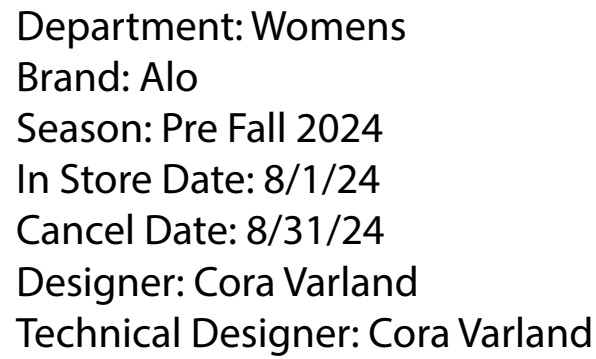 Department: Womens
Brand: Alo
Season: Pre Fall 2024
In Store Date: 8/1/24
Cancel Date: 8/31/24
Designer: Cora Varland
Technical Designer: Cora Varland